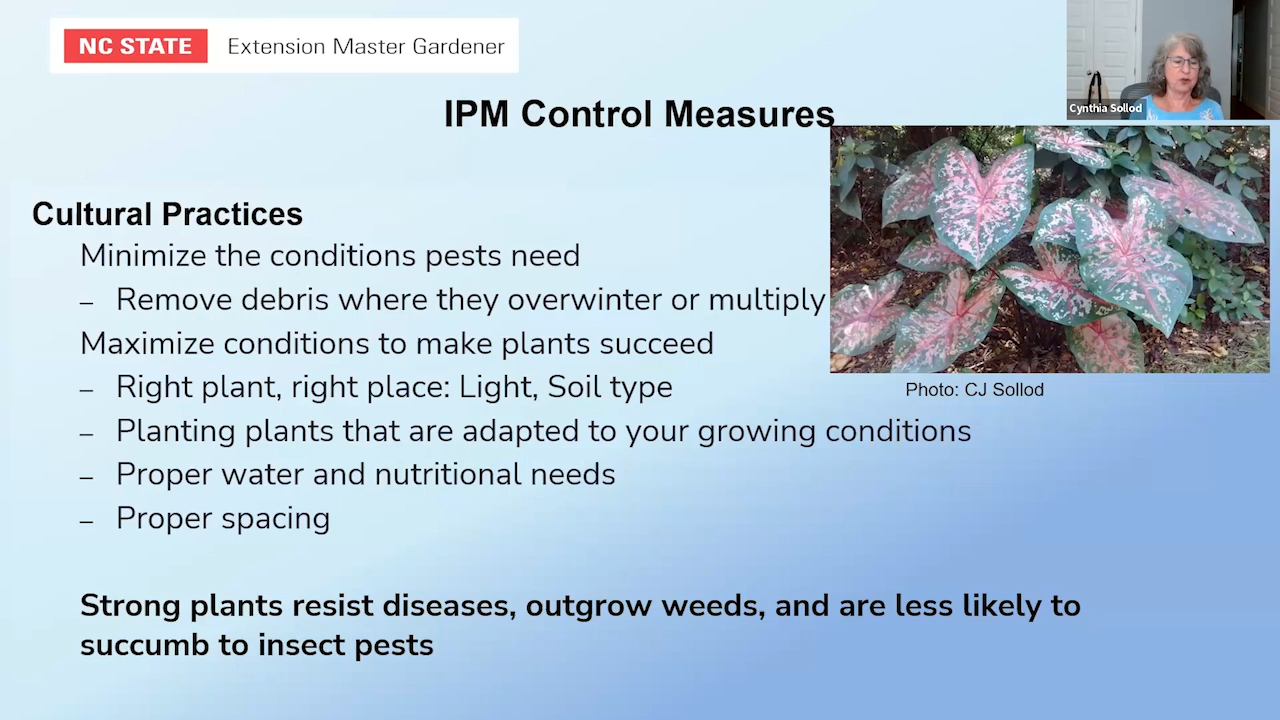 NC STATE Extension Master Gardener
Cynthia Sollod
IPM Control Measures
Cultural Practices
Minimize the conditions pests need
– Remove debris where they overwinter or multiply
Maximize conditions to make plants succeed
– Right plant, right place: Light, Soil type
Photo: CJ Sollod
– Planting plants that are adapted to your growing conditions
– Proper water and nutritional needs
– Proper spacing
Strong plants resist diseases, outgrow weeds, and are less likely to
succumb to insect pests